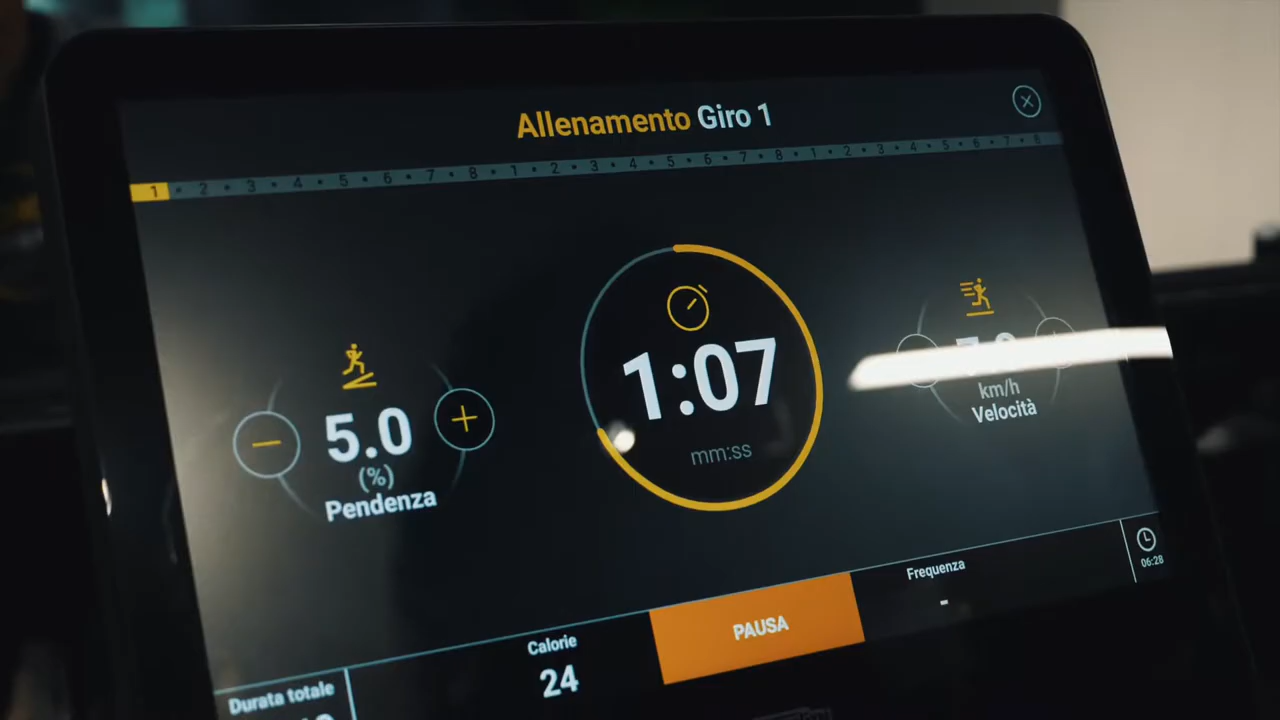 Allenamento Giro 1
1 • 2 • 3 • 4 • 5 • 6 • 7 • 8 • 1 • 2 • 3 • 4 • 5 • 6 • 7 • 8 • 1 • 2 • 3 • 4 • 5 • 6 • 7 • 8
1:07
mm:ss
5.0
(%)
Pendenza
km/h
Velocità
Durata totale
Calorie
24
PAUSA
Frequenza
-
06:28